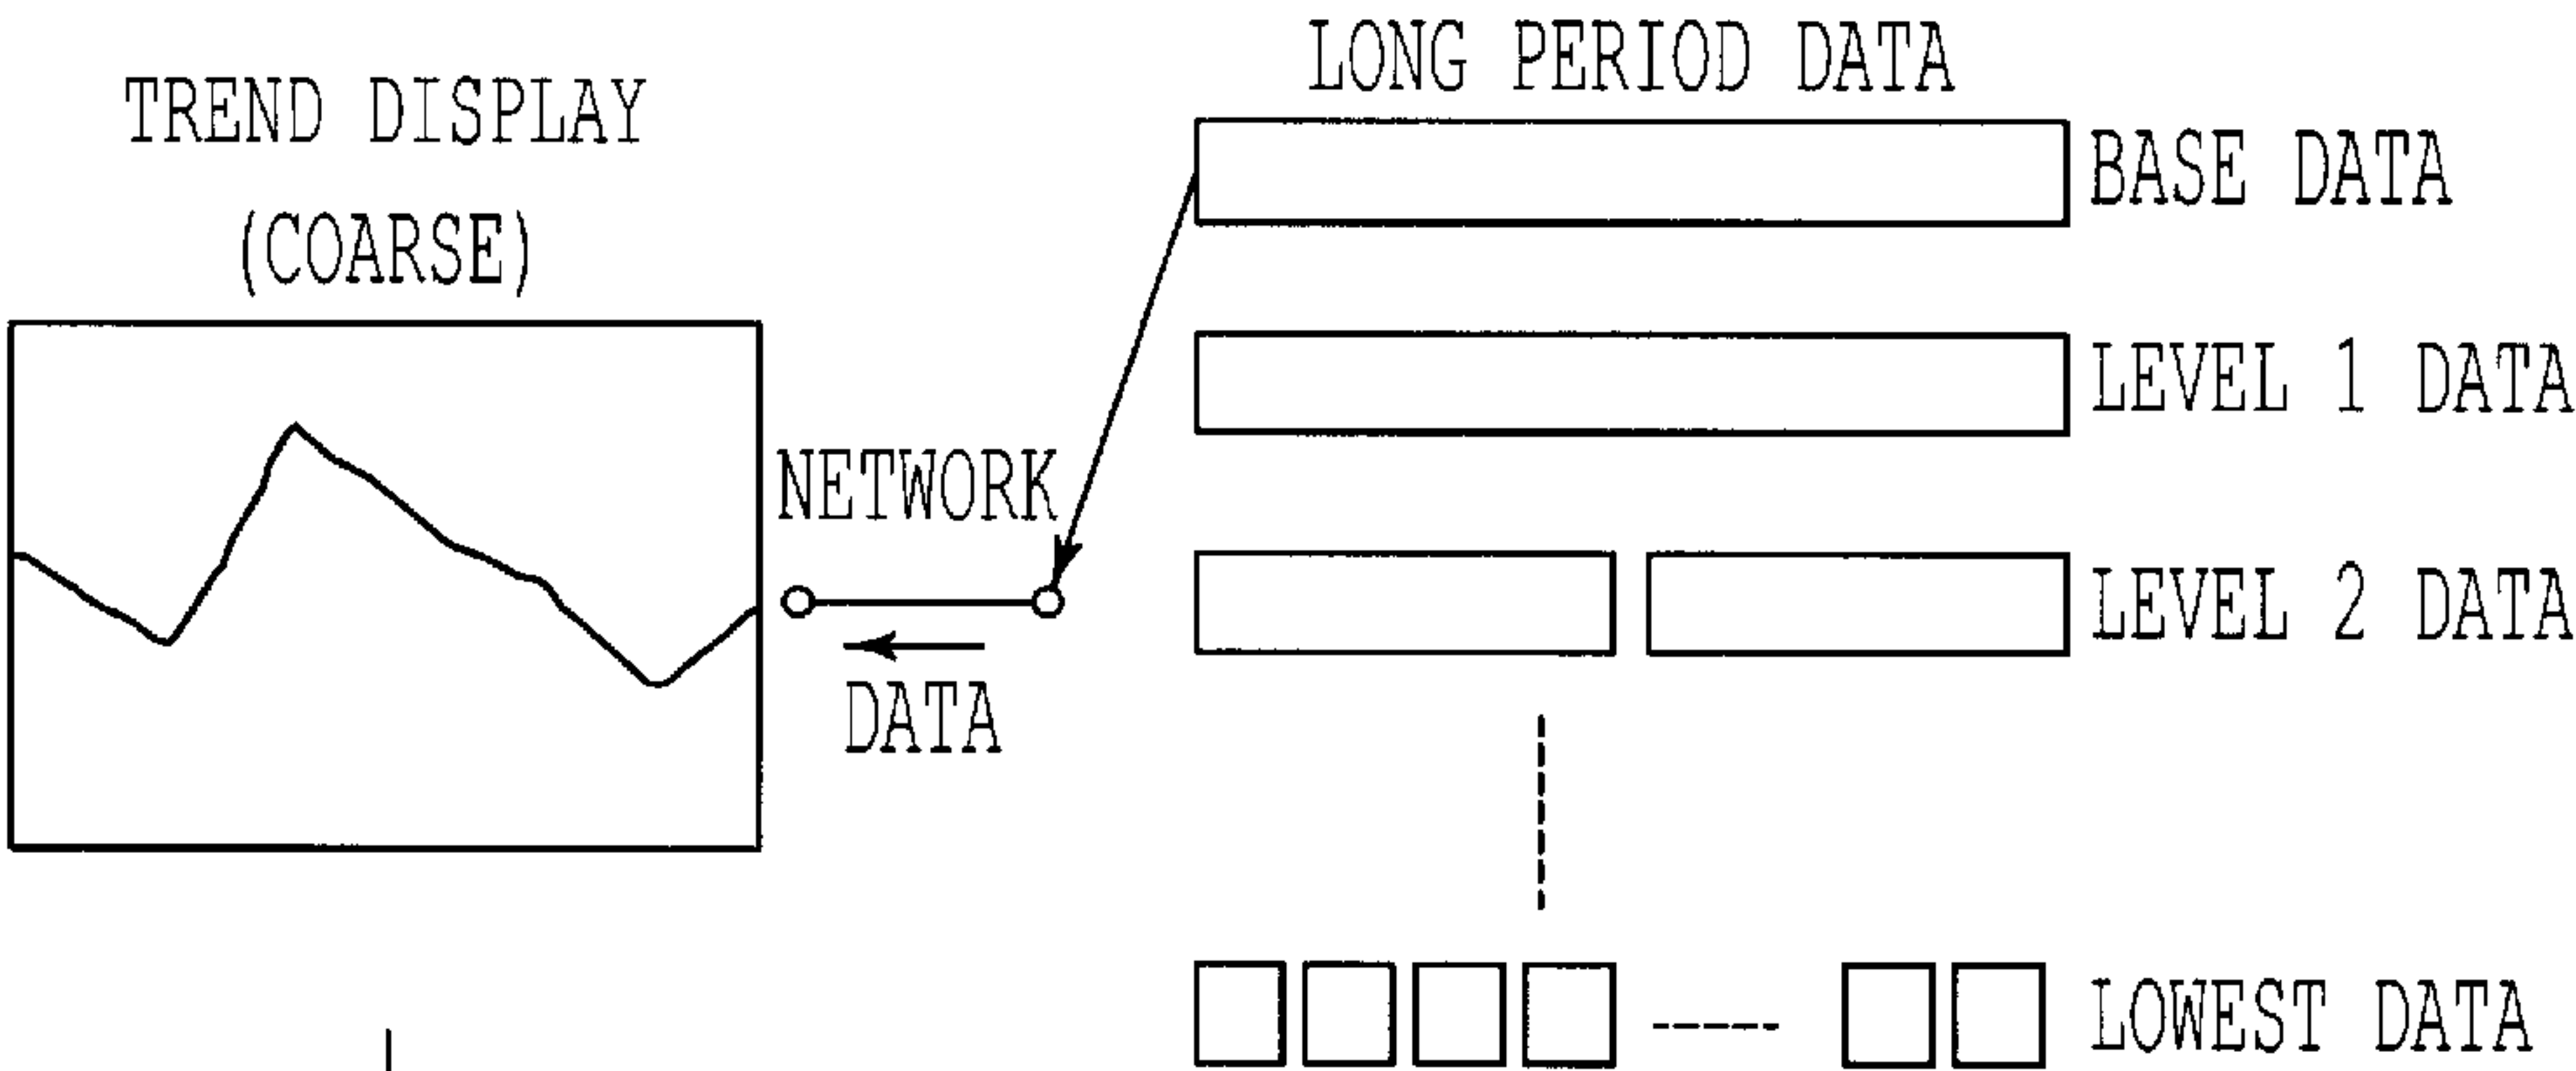 TREND DISPLAY
(COARSE)
NETWORK
DATA
LONG PERIOD DATA
BASE DATA
LEVEL 1 DATA
LEVEL 2 DATA
LOWEST DATA